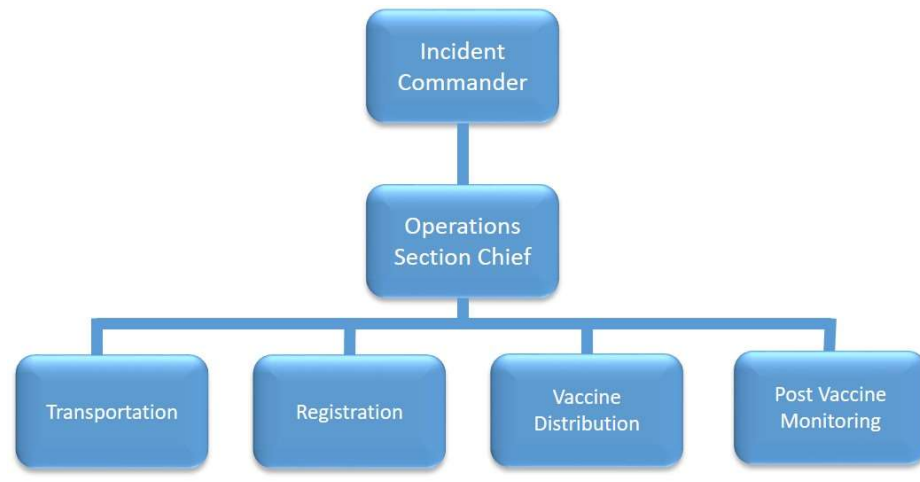 Incident
Commander
Operations
Section Chief
Transportation
Registration
Vaccine
Distribution
Post Vaccine
Monitoring